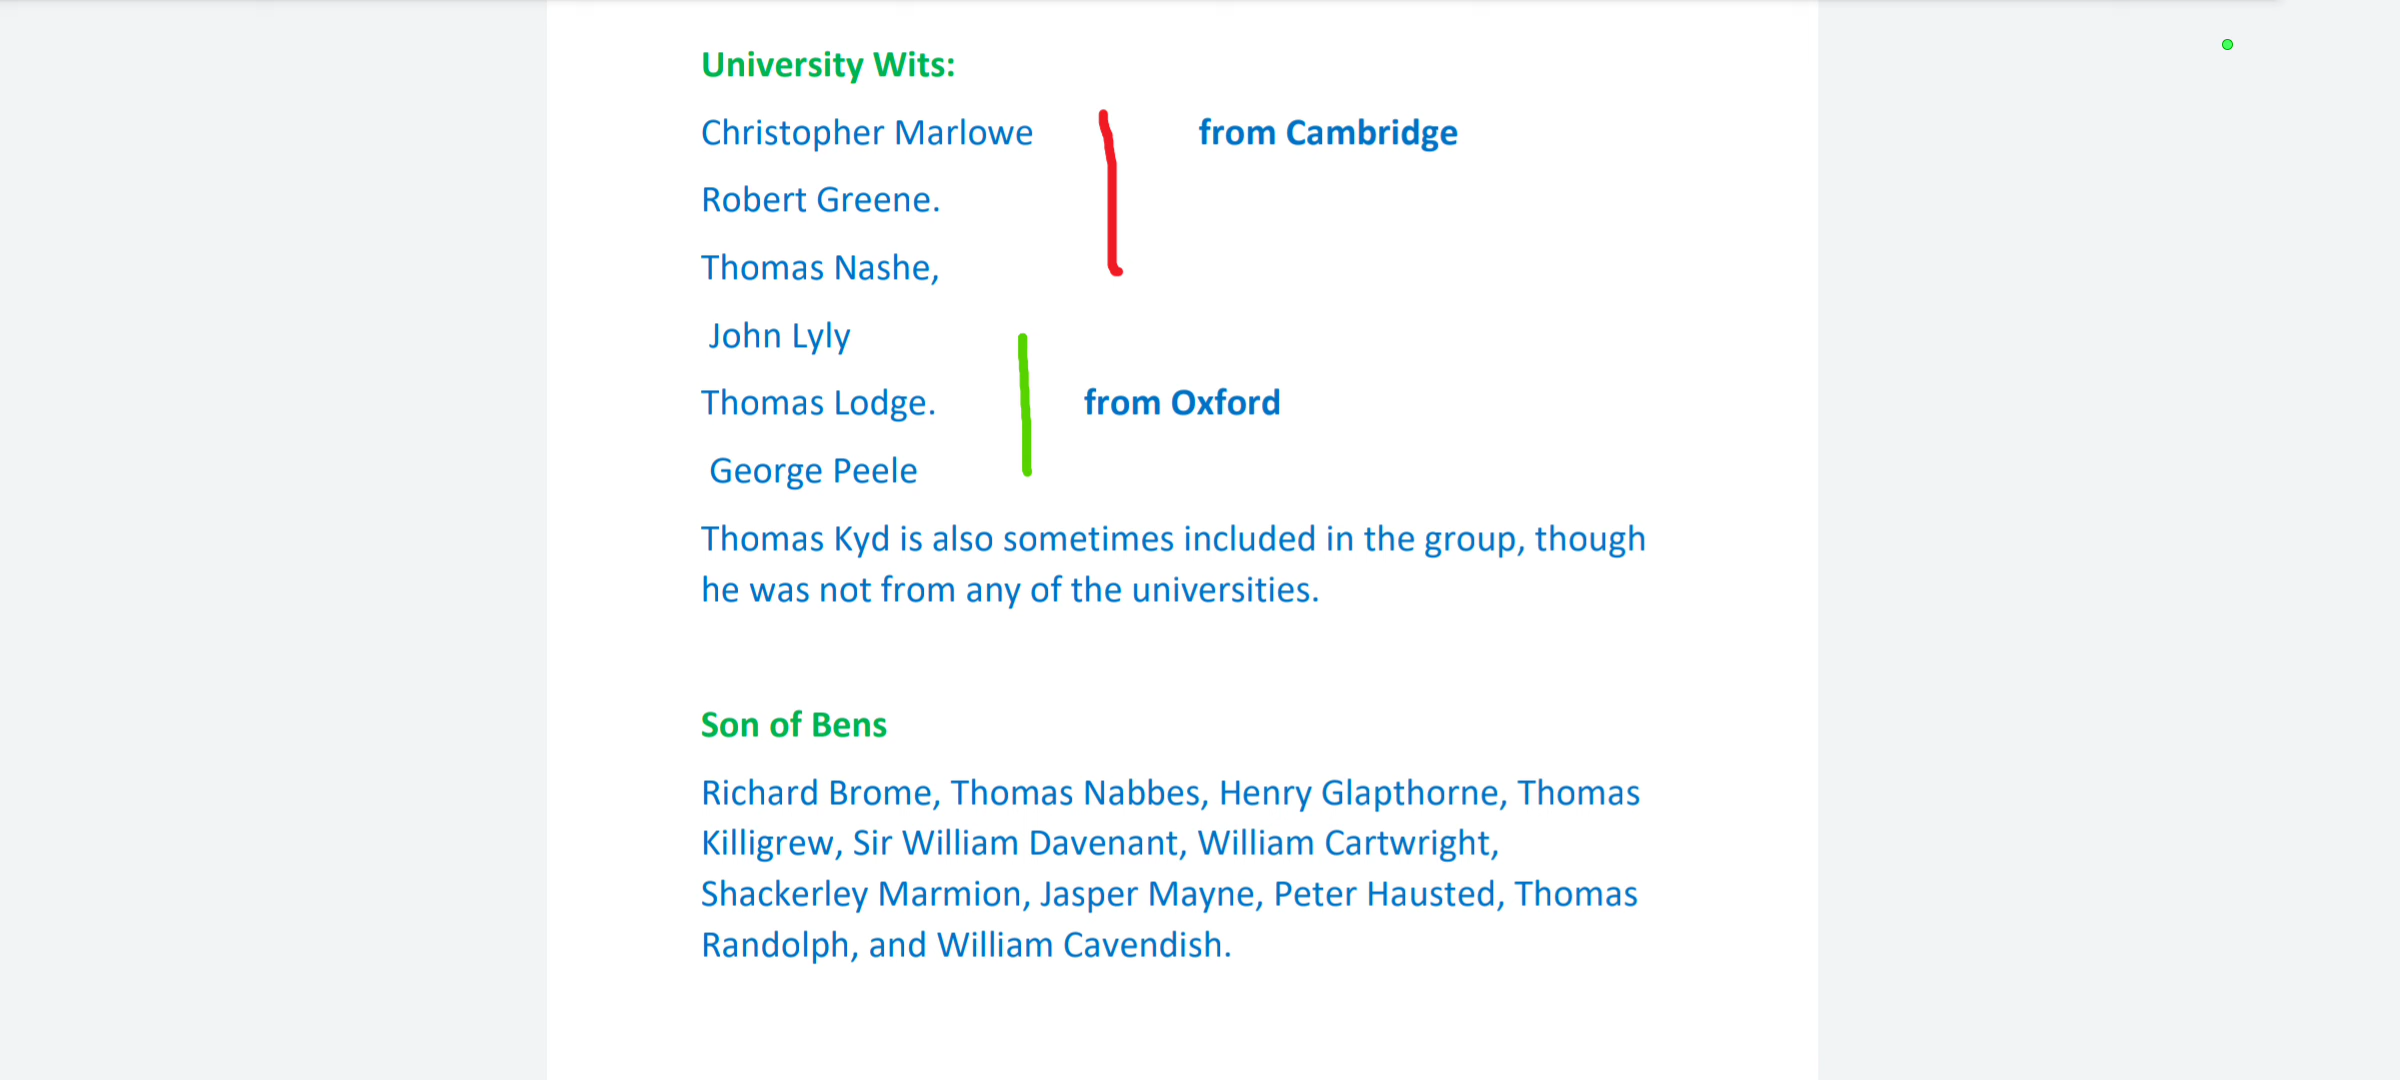 University Wits:
Christopher Marlowe from Cambridge
Robert Greene.
Thomas Nashe,
John Lyly
Thomas Lodge. from Oxford
George Peele
Thomas Kyd is also sometimes included in the group, though
he was not from any of the universities.
Son of Bens
Richard Brome, Thomas Nabbes, Henry Glapthorne, Thomas
Killigrew, Sir William Davenant, William Cartwright,
Shackerley Marmion, Jasper Mayne, Peter Hausted, Thomas
Randolph, and William Cavendish.